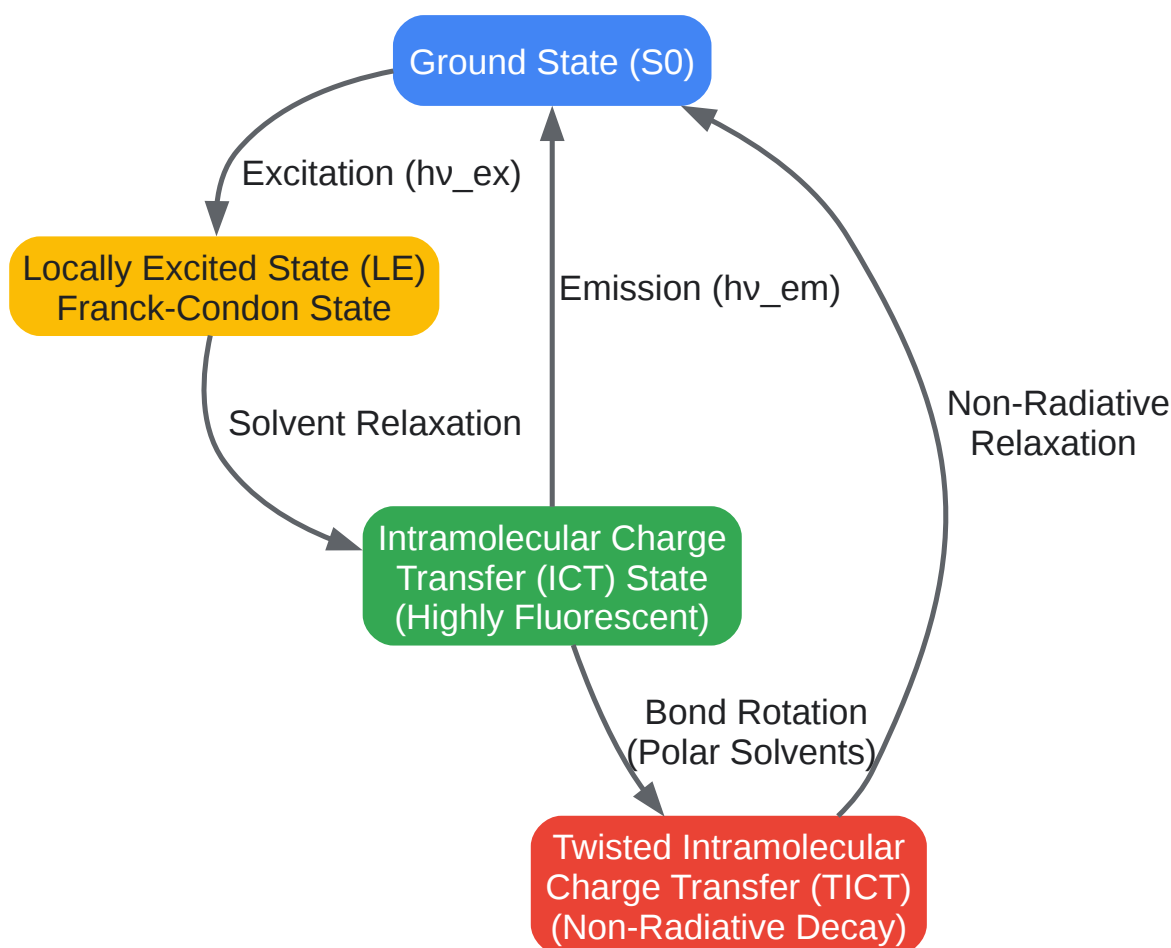 Ground State (S0)
Excitation (hν_ex)
Locally Excited State (LE)
Franck-Condon State
Emission (hν_em)
Non-Radiative
Relaxation
Solvent Relaxation
Intramolecular Charge
Transfer (ICT) State
(Highly Fluorescent)
Bond Rotation
(Polar Solvents)
Twisted Intramolecular
Charge Transfer (TICT)
(Non-Radiative Decay)